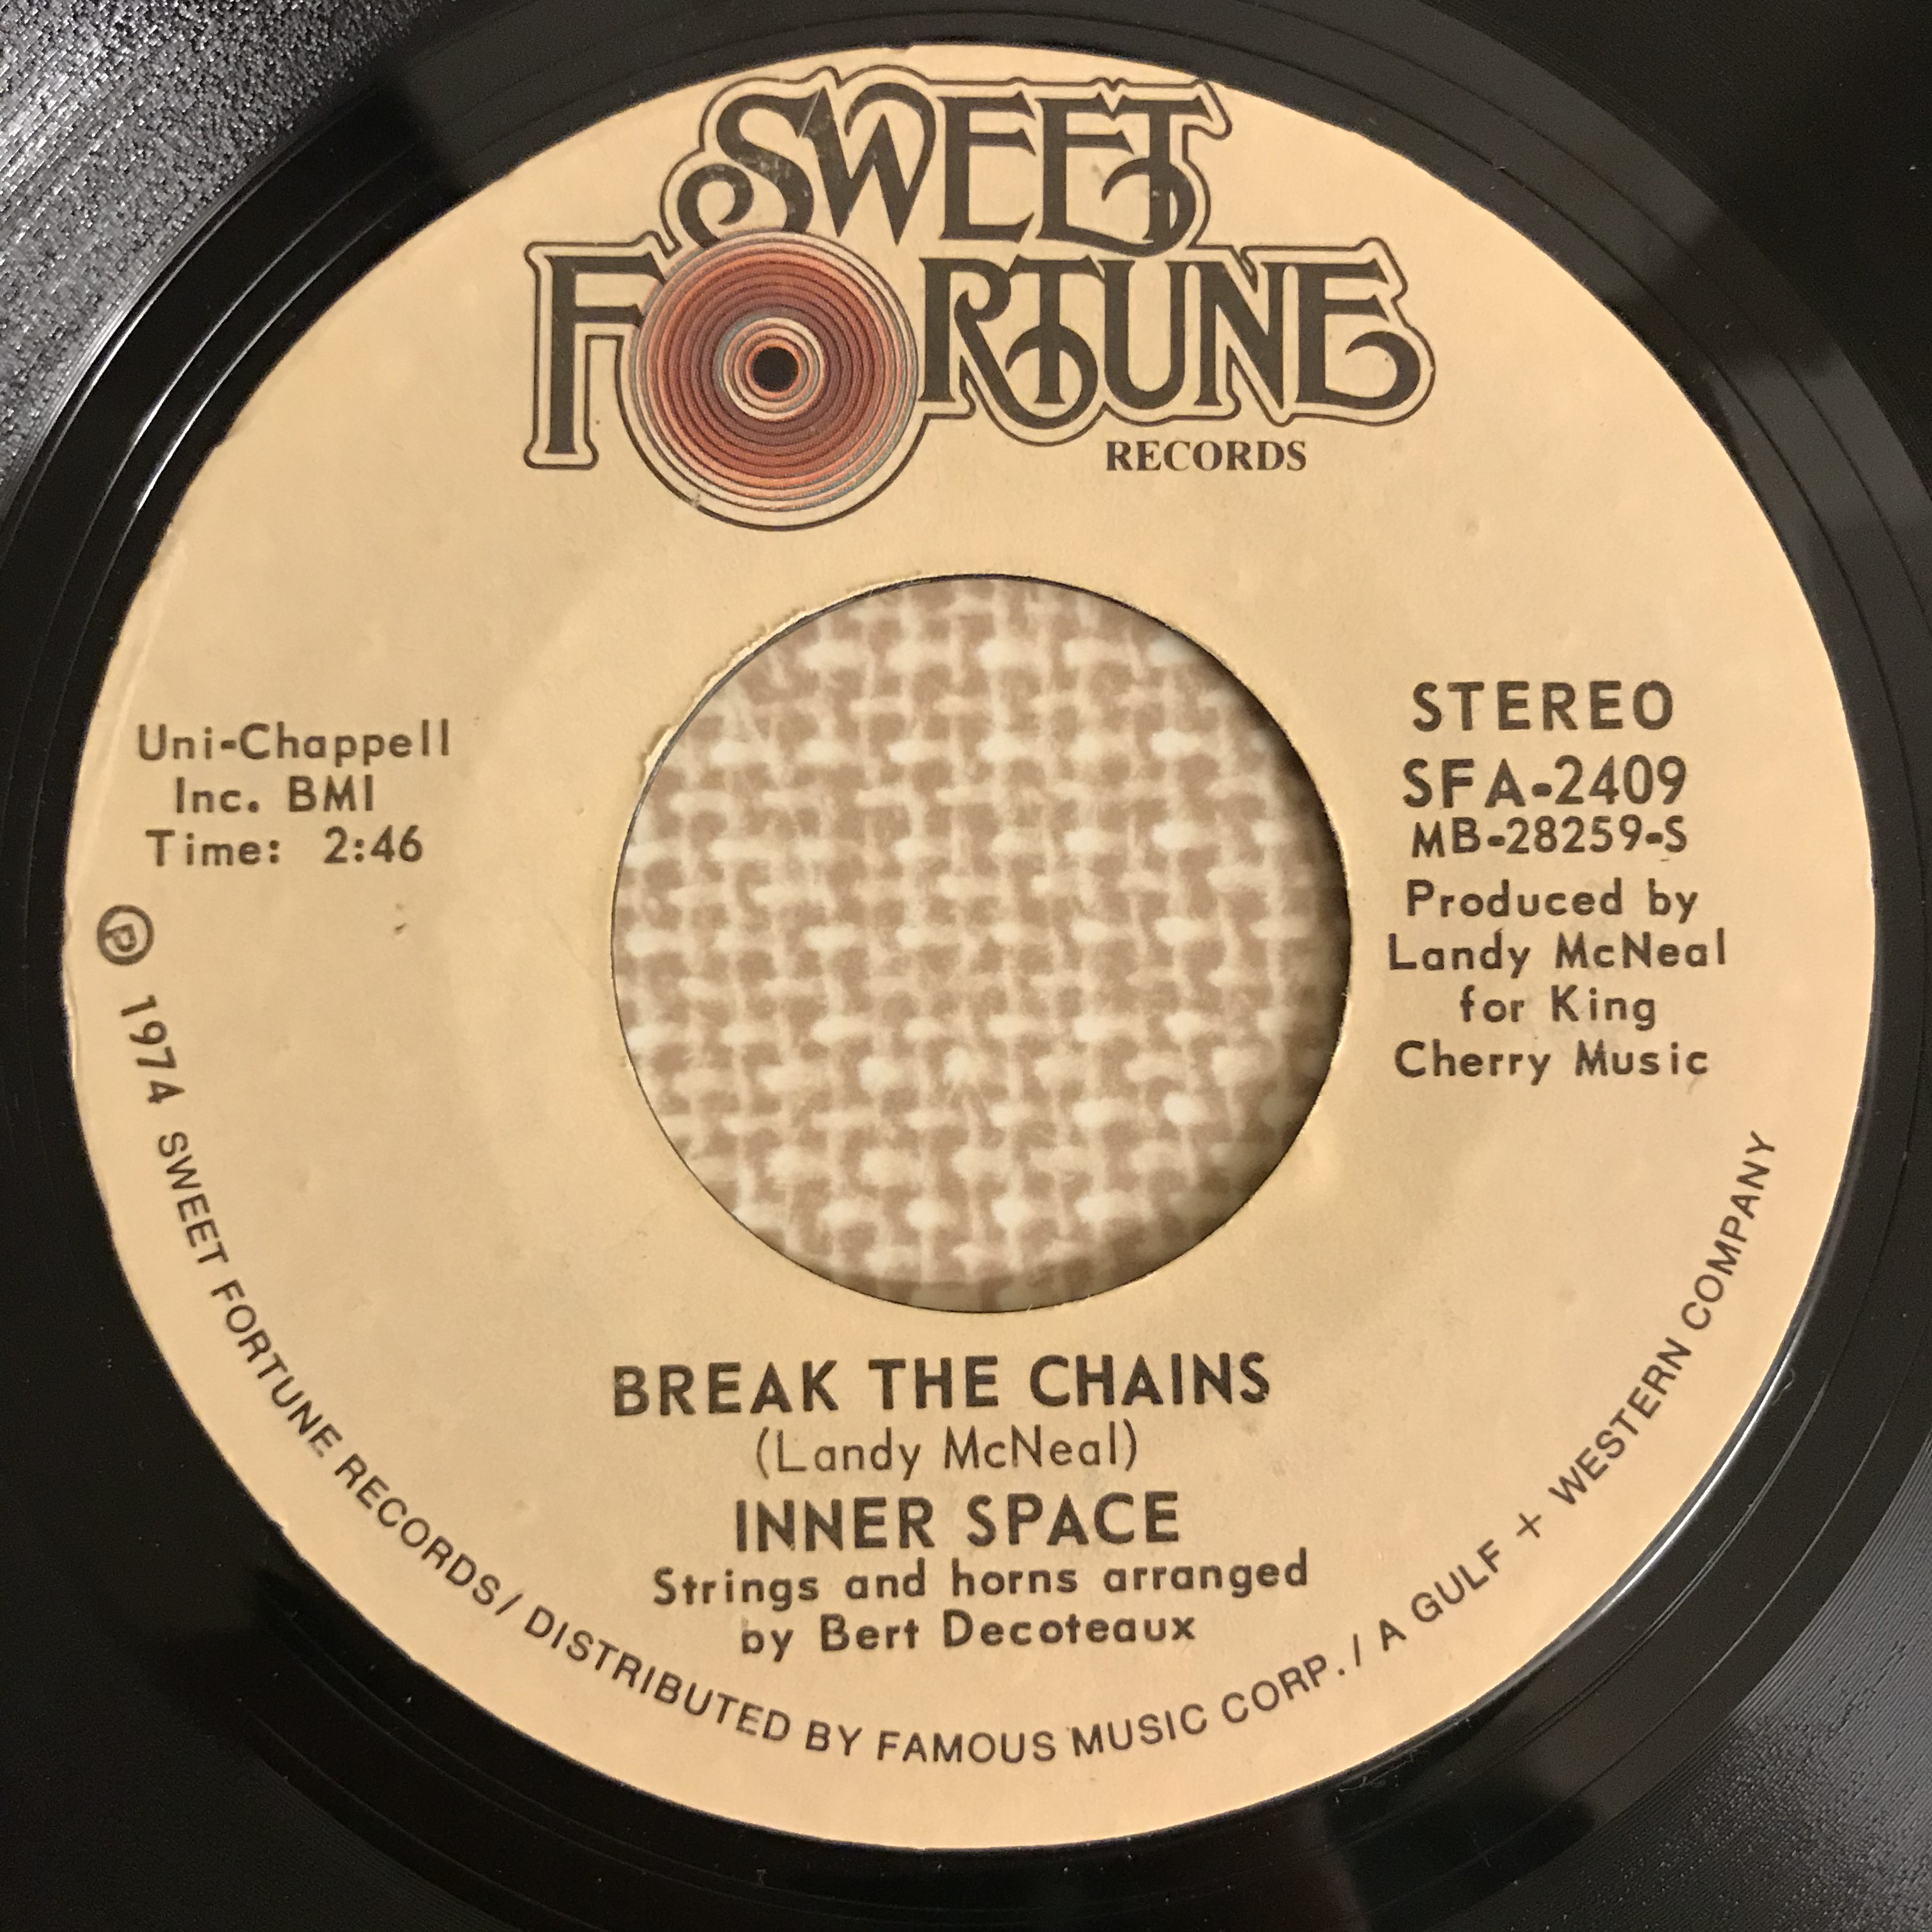 SWEET
FORTUNE
RECORDS
Uni-Chappell
Inc. BMI
Time: 2:46
STEREO
SFA-2409
MB-28259-S
Produced by
Landy McNeal
for King
Cherry Music
BREAK THE CHAINS
(Landy McNeal)
INNER SPACE
Strings and horns arranged
by Bert Decoteaux
Ⓟ 1974 SWEET FORTUNE RECORDS/DISTRIBUTED BY FAMOUS MUSIC CORP./A GULF + WESTERN COMPANY